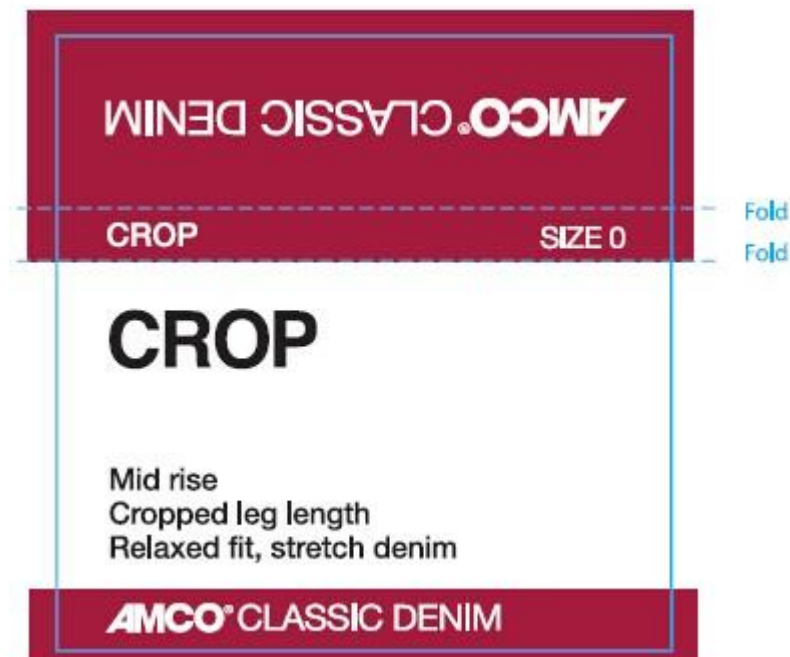 AMCO® CLASSIC DENIM
CROP SIZE 0
Fold
Fold
CROP
Mid rise
Cropped leg length
Relaxed fit, stretch denim
AMCO® CLASSIC DENIM